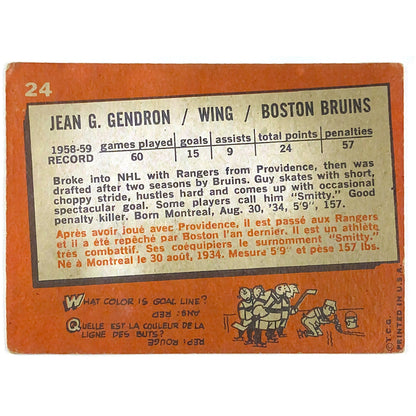 24
JEAN G. GENDRON / WING / BOSTON BRUINS
1958-59 games played goals assists total points penalties
RECORD 60 15 9 24 57
Broke into NHL with Rangers from Providence, then was
drafted after two seasons by Bruins. Guy skates with short,
choppy stride, hustles hard and comes up with occasional
spectacular goal. Some players call him "Smitty." Good
penalty killer. Born Montreal, Aug. 30, '34, 5'9", 157.
Après avoir joué avec Providence, il est passé aux Rangers
et il a été repêché par Boston l'an dernier. Il est un athlète
très combattif. Ses coéquipiers le surnomment "Smitty."
Né à Montreal le 30 août, 1934. Mesure 5'9" et pèse 157 lbs.
WHAT COLOR IS GOAL LINE?
ANS: RED
QUELLE EST-LA COULEUR DE LA
LIGNE DES BUTS?
REP: ROUGE
©T.C.G.
PRINTED IN U.S.A.